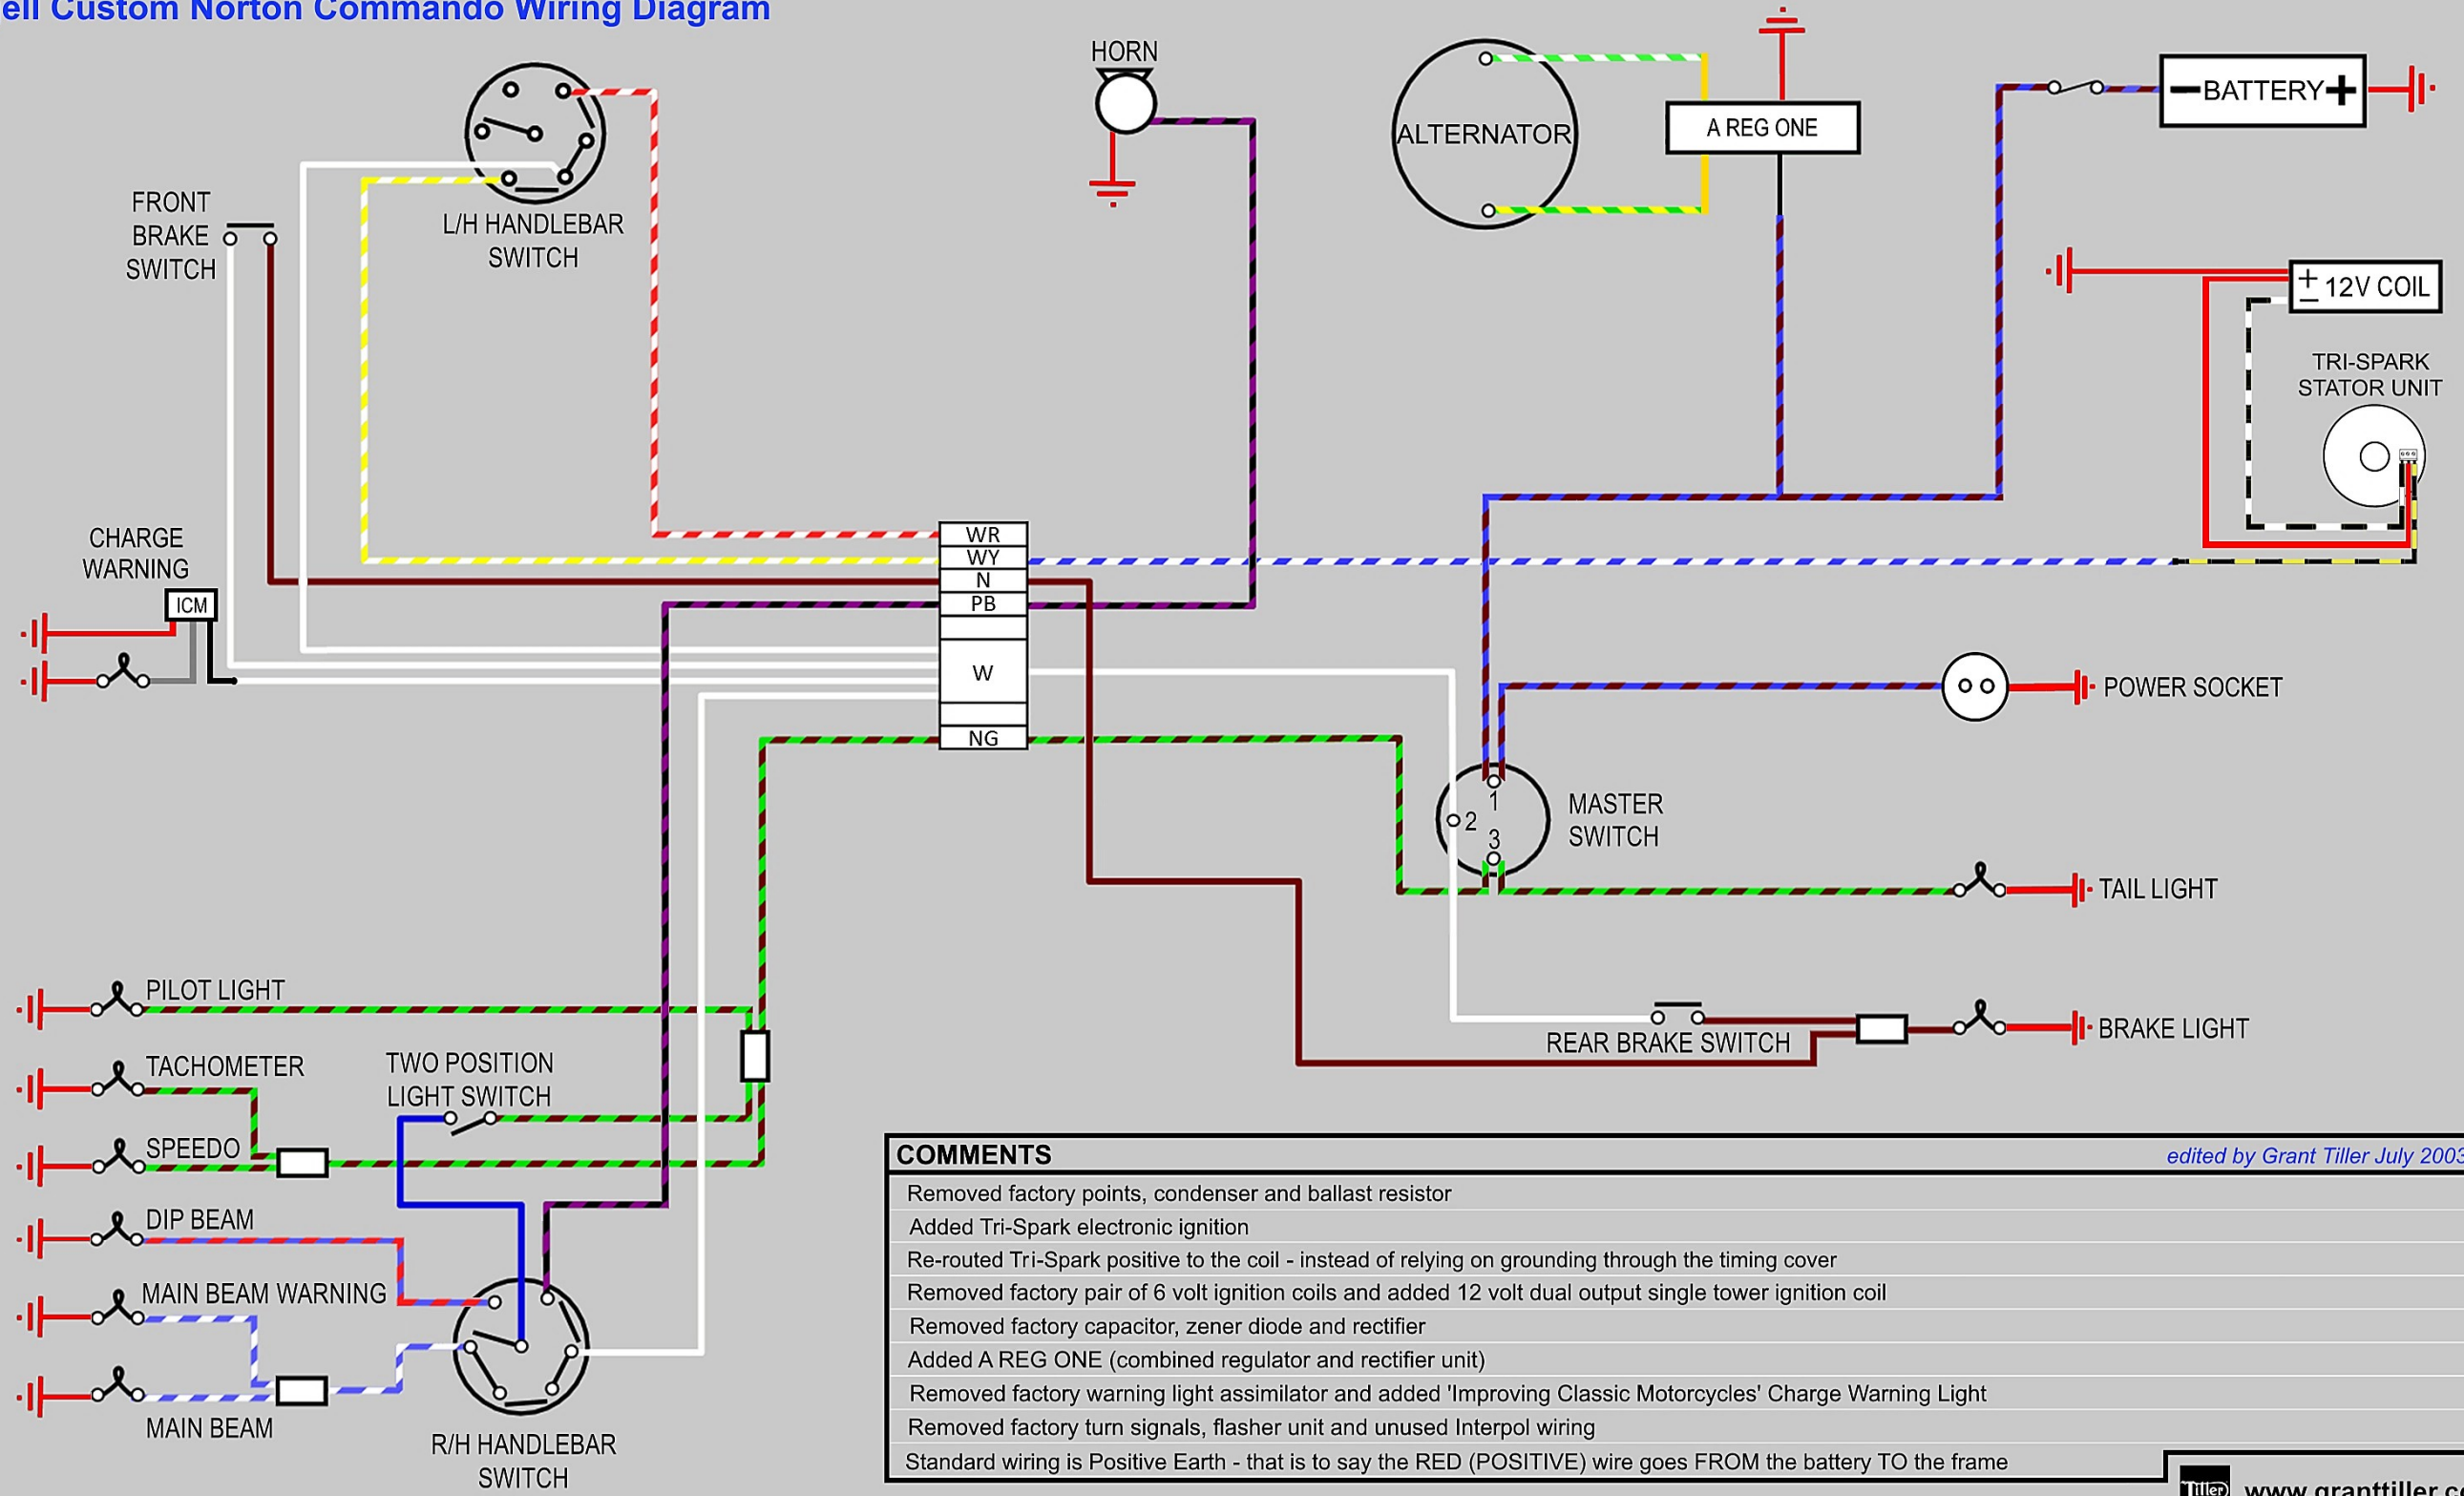 ell Custom Norton Commando Wiring Diagram
HORN
ALTERNATOR
A REG ONE
BATTERY
FRONT
BRAKE
SWITCH
L/H HANDLEBAR
SWITCH
+
− 12V COIL
TRI-SPARK
STATOR UNIT
CHARGE
WARNING
ICM
WR
WY
N
PB
W
NG
POWER SOCKET
1
2
3
MASTER
SWITCH
TAIL LIGHT
REAR BRAKE SWITCH
BRAKE LIGHT
PILOT LIGHT
TACHOMETER
TWO POSITION
LIGHT SWITCH
SPEEDO
DIP BEAM
MAIN BEAM WARNING
MAIN BEAM
R/H HANDLEBAR
SWITCH
COMMENTS
edited by Grant Tiller July 2003
Removed factory points, condenser and ballast resistor
Added Tri-Spark electronic ignition
Re-routed Tri-Spark positive to the coil - instead of relying on grounding through the timing cover
Removed factory pair of 6 volt ignition coils and added 12 volt dual output single tower ignition coil
Removed factory capacitor, zener diode and rectifier
Added A REG ONE (combined regulator and rectifier unit)
Removed factory warning light assimilator and added 'Improving Classic Motorcycles' Charge Warning Light
Removed factory turn signals, flasher unit and unused Interpol wiring
Standard wiring is Positive Earth - that is to say the RED (POSITIVE) wire goes FROM the battery TO the frame
Tiller
www.granttiller.co